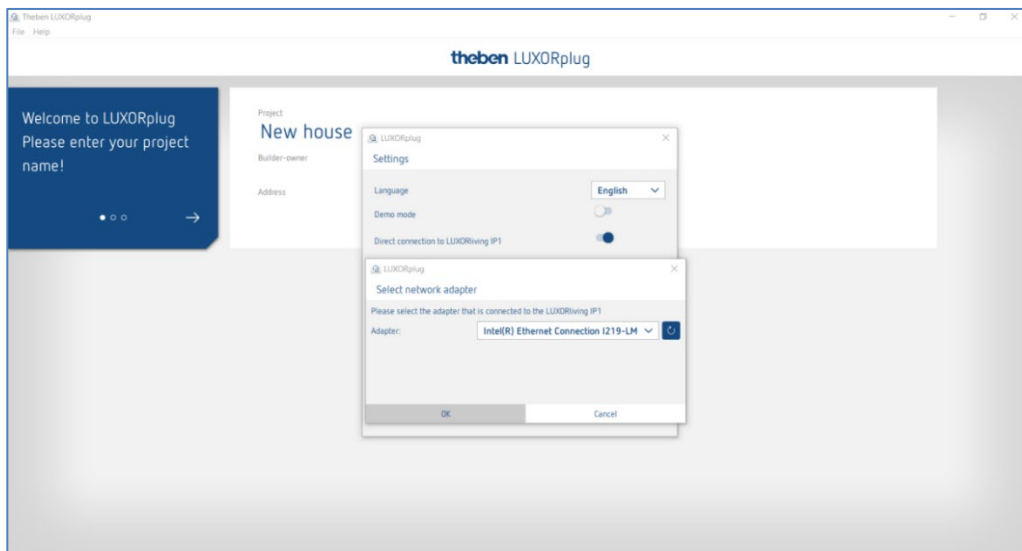 Theben LUXORplug
File Help
theben LUXORplug
Welcome to LUXORplug
Please enter your project
name!
Project
New house
Builder-owner
Address
LUXORplug
Settings
Language
English
Demo mode
Direct connection to LUXORliving IP1
LUXORplug
Select network adapter
Please select the adapter that is connected to the LUXORliving IP1
Adapter:
Intel(R) Ethernet Connection I219-LM
OK Cancel